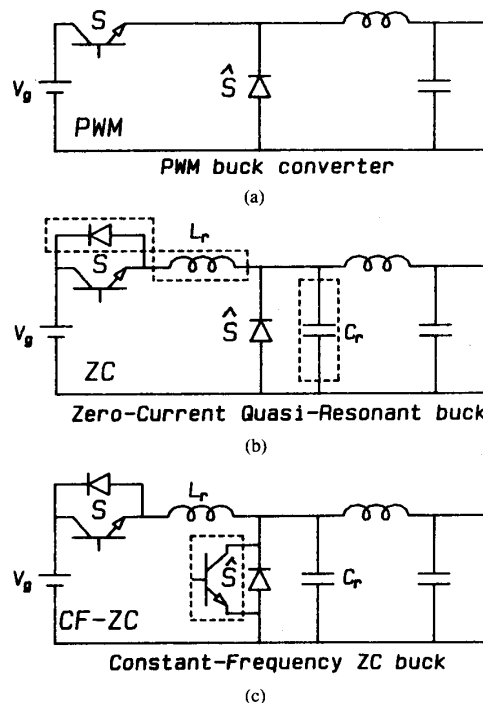 S
V_g
Ŝ
PWM
PWM buck converter
(a)
S
L_r
V_g
Ŝ
C_r
ZC
Zero-Current Quasi-Resonant buck
(b)
S
L_r
V_g
Ŝ
C_r
CF-ZC
Constant-Frequency ZC buck
(c)